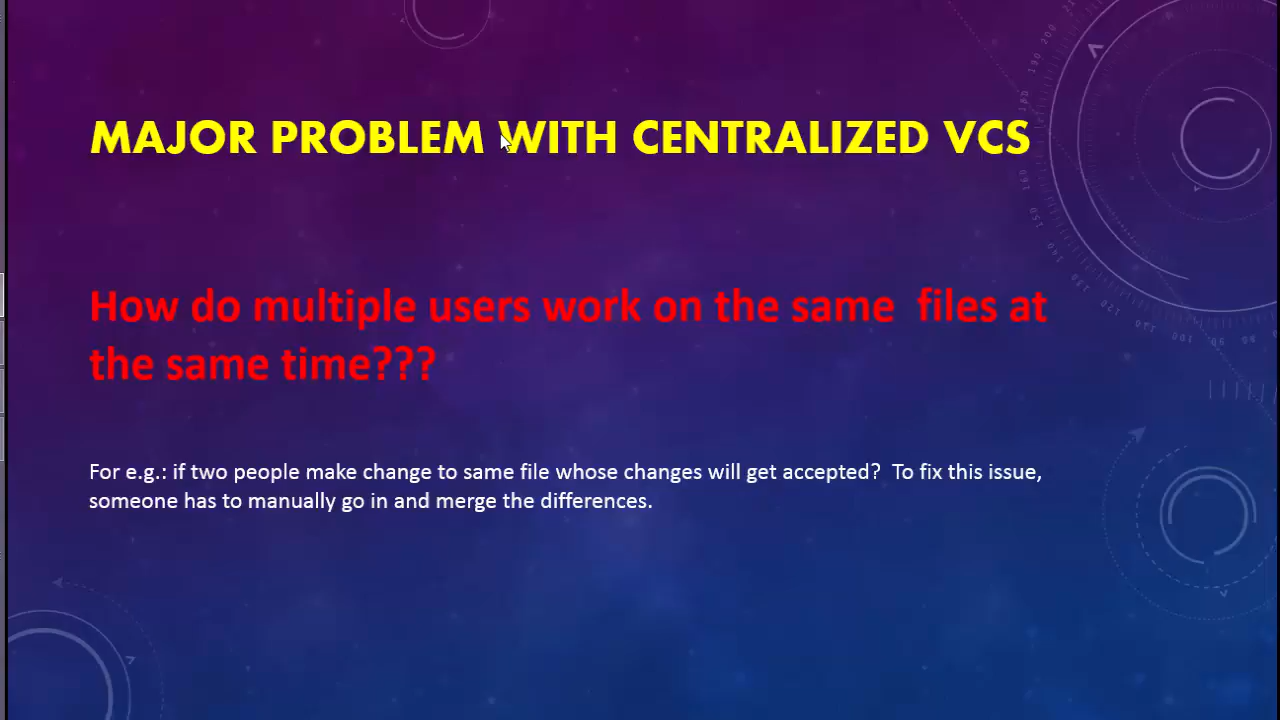 MAJOR PROBLEM WITH CENTRALIZED VCS
How do multiple users work on the same files at
the same time???
For e.g.: if two people make change to same file whose changes will get accepted? To fix this issue,
someone has to manually go in and merge the differences.